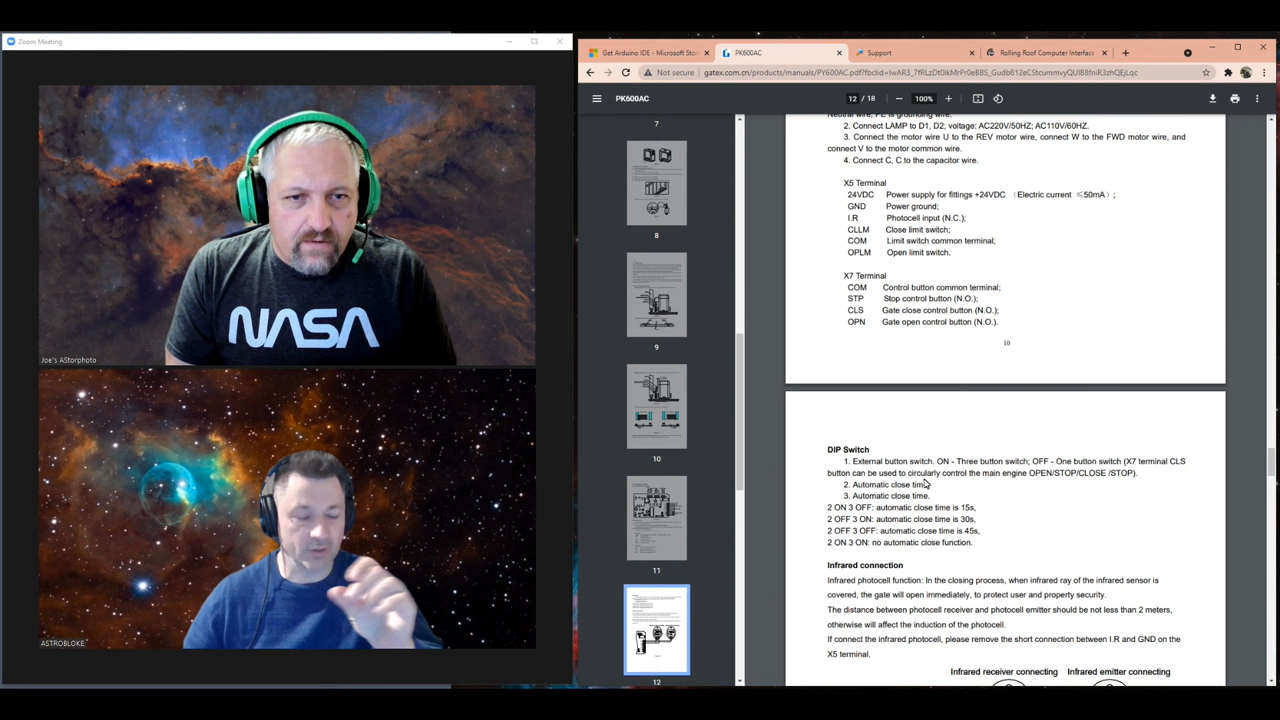 Zoom Meeting
NASA
Joe's AStorphoto
ASTROBLOKE
Get Arduino IDE - Microsoft Sto
PK600AC
Support
Rolling Roof Computer Interface
Not secure
PK600AC
12 / 18
100%
7
8
9
10
11
12
Neutral wire, PE is grounding wire.
2. Connect LAMP to D1, D2; voltage: AC220V/50HZ; AC110V/60HZ.
3. Connect the motor wire U to the REV motor wire, connect W to the FWD motor wire, and
connect V to the motor common wire.
4. Connect C, C to the capacitor wire.
X5 Terminal
24VDC Power supply for fittings +24VDC （Electric current ≤50mA）;
GND Power ground;
I.R Photocell input (N.C.);
CLLM Close limit switch;
COM Limit switch common terminal;
OPLM Open limit switch.
X7 Terminal
COM Control button common terminal;
STP Stop control button (N.O.);
CLS Gate close control button (N.O.);
OPN Gate open control button (N.O.).
10
DIP Switch
1. External button switch. ON - Three button switch; OFF - One button switch (X7 terminal CLS
button can be used to circularly control the main engine OPEN/STOP/CLOSE /STOP).
2. Automatic close time.
3. Automatic close time.
2 ON 3 OFF: automatic close time is 15s,
2 OFF 3 ON: automatic close time is 30s,
2 OFF 3 OFF: automatic close time is 45s,
2 ON 3 ON: no automatic close function.
Infrared connection
Infrared photocell function: In the closing process, when infrared ray of the infrared sensor is
covered, the gate will open immediately, to protect user and property security.
The distance between photocell receiver and photocell emitter should be not less than 2 meters,
otherwise will affect the induction of the photocell.
If connect the infrared photocell, please remove the short connection between I.R and GND on the
X5 terminal.
Infrared receiver connecting Infrared emitter connecting